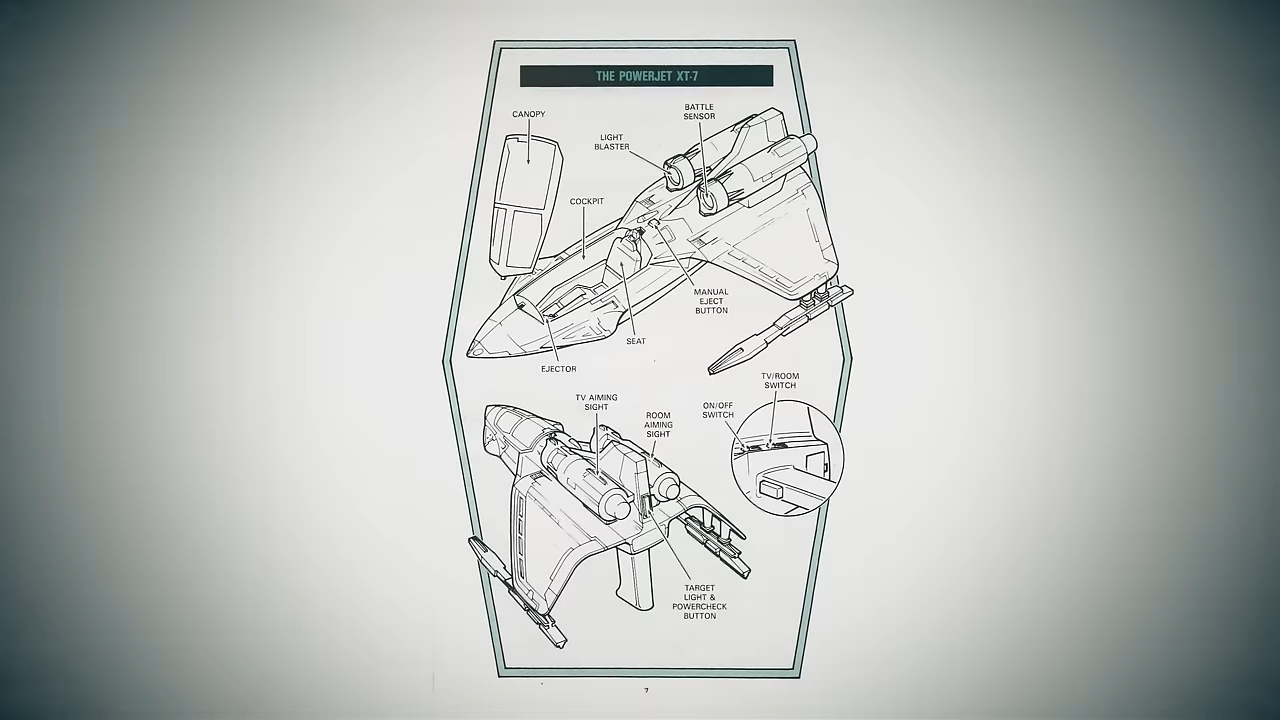 THE POWERJET XT-7
CANOPY
BATTLE
SENSOR
LIGHT
BLASTER
COCKPIT
MANUAL
EJECT
BUTTON
SEAT
EJECTOR
TV/ROOM
SWITCH
TV AIMING
SIGHT
ON/OFF
SWITCH
ROOM
AIMING
SIGHT
TARGET
LIGHT &
POWERCHECK
BUTTON
7